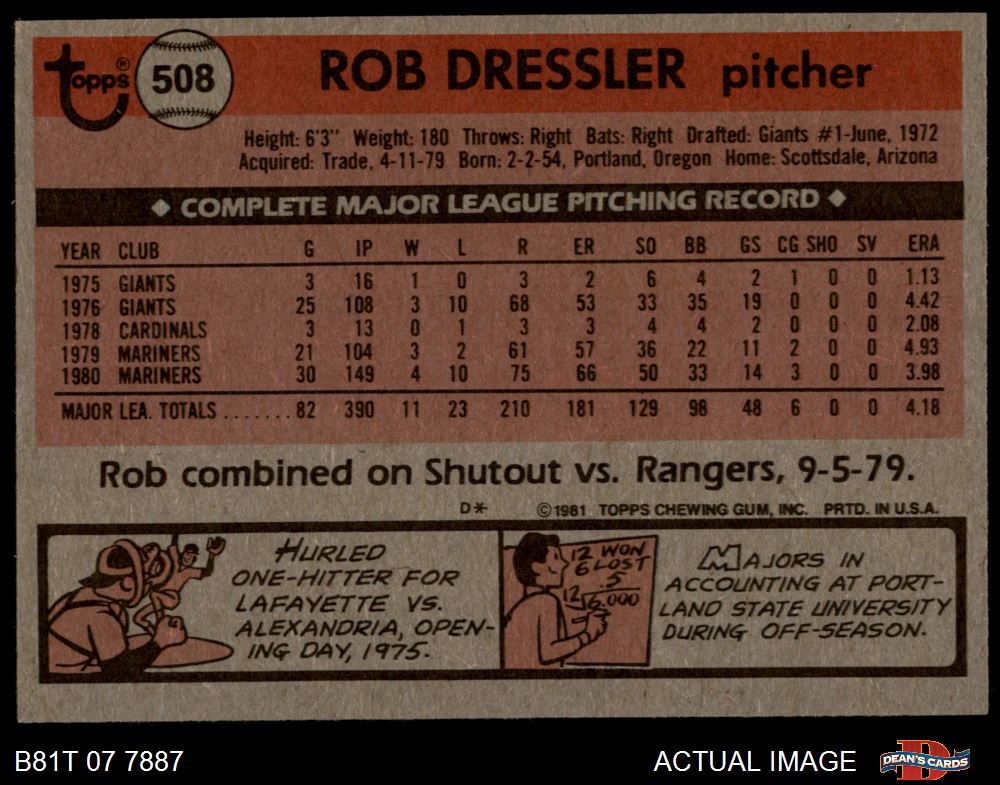 topps® 508 ROB DRESSLER pitcher
Height: 6'3" Weight: 180 Throws: Right Bats: Right Drafted: Giants #1-June, 1972
Acquired: Trade, 4-11-79 Born: 2-2-54, Portland, Oregon Home: Scottsdale, Arizona
◆ COMPLETE MAJOR LEAGUE PITCHING RECORD ◆
YEAR CLUB G IP W L R ER SO BB GS CG SHO SV ERA
1975 GIANTS 3 16 1 0 3 2 6 4 2 1 0 0 1.13
1976 GIANTS 25 108 3 10 68 53 33 35 19 0 0 0 4.42
1978 CARDINALS 3 13 0 1 3 3 4 4 2 0 0 0 2.08
1979 MARINERS 21 104 3 2 61 57 36 22 11 2 0 0 4.93
1980 MARINERS 30 149 4 10 75 66 50 33 14 3 0 0 3.98
MAJOR LEA. TOTALS ....... 82 390 11 23 210 181 129 98 48 6 0 0 4.18
Rob combined on Shutout vs. Rangers, 9-5-79.
D* ©1981 TOPPS CHEWING GUM, INC. PRTD. IN U.S.A.
HURLED
ONE-HITTER FOR
LAFAYETTE VS.
ALEXANDRIA, OPEN-
ING DAY, 1975.
12 WON
6 LOST
.5
12 6.000
MAJORS IN
ACCOUNTING AT PORT-
LAND STATE UNIVERSITY
DURING OFF-SEASON.
B81T 07 7887 ACTUAL IMAGE DEAN'S CARDS